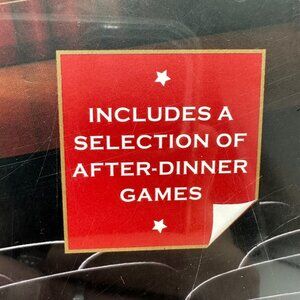 INCLUDES A
SELECTION OF
AFTER-DINNER
GAMES